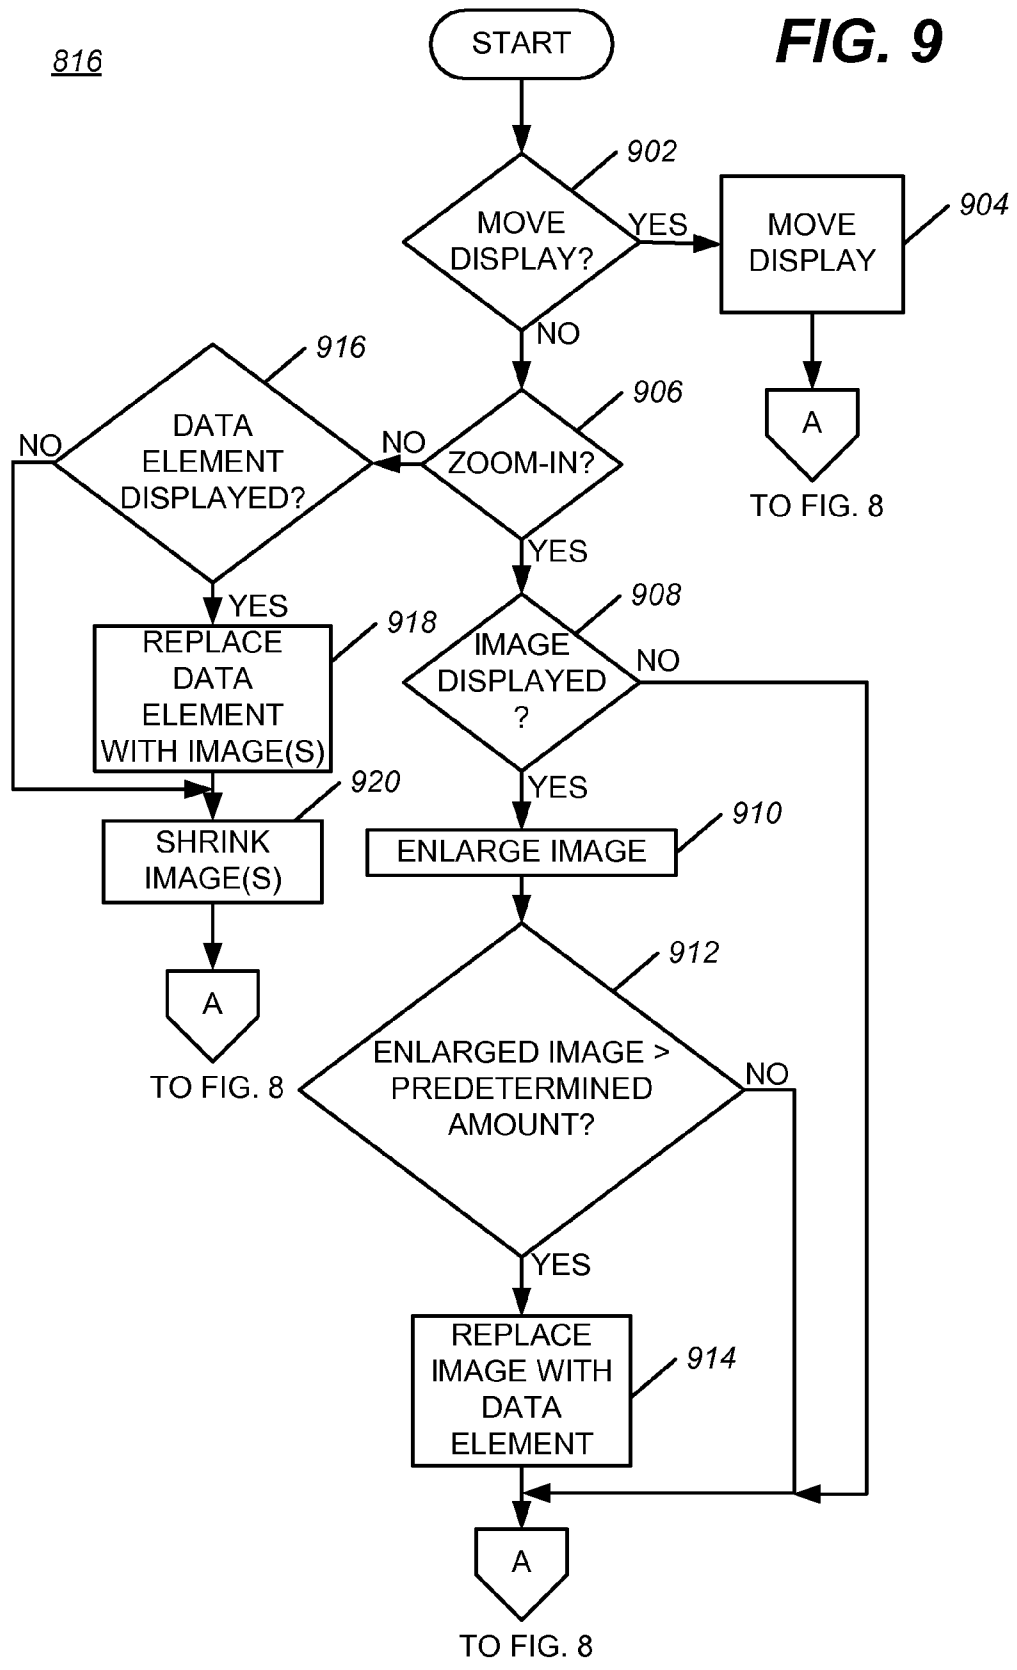 816
START
FIG. 9
902
MOVE
DISPLAY?
YES
MOVE
DISPLAY
904
NO
A
TO FIG. 8
906
ZOOM-IN?
NO
916
DATA
ELEMENT
DISPLAYED?
NO
YES
YES
918
REPLACE
DATA
ELEMENT
WITH IMAGE(S)
920
SHRINK
IMAGE(S)
A
TO FIG. 8
908
IMAGE
DISPLAYED
?
NO
YES
910
ENLARGE IMAGE
912
ENLARGED IMAGE >
PREDETERMINED
AMOUNT?
NO
YES
REPLACE
IMAGE WITH
DATA
ELEMENT
914
A
TO FIG. 8